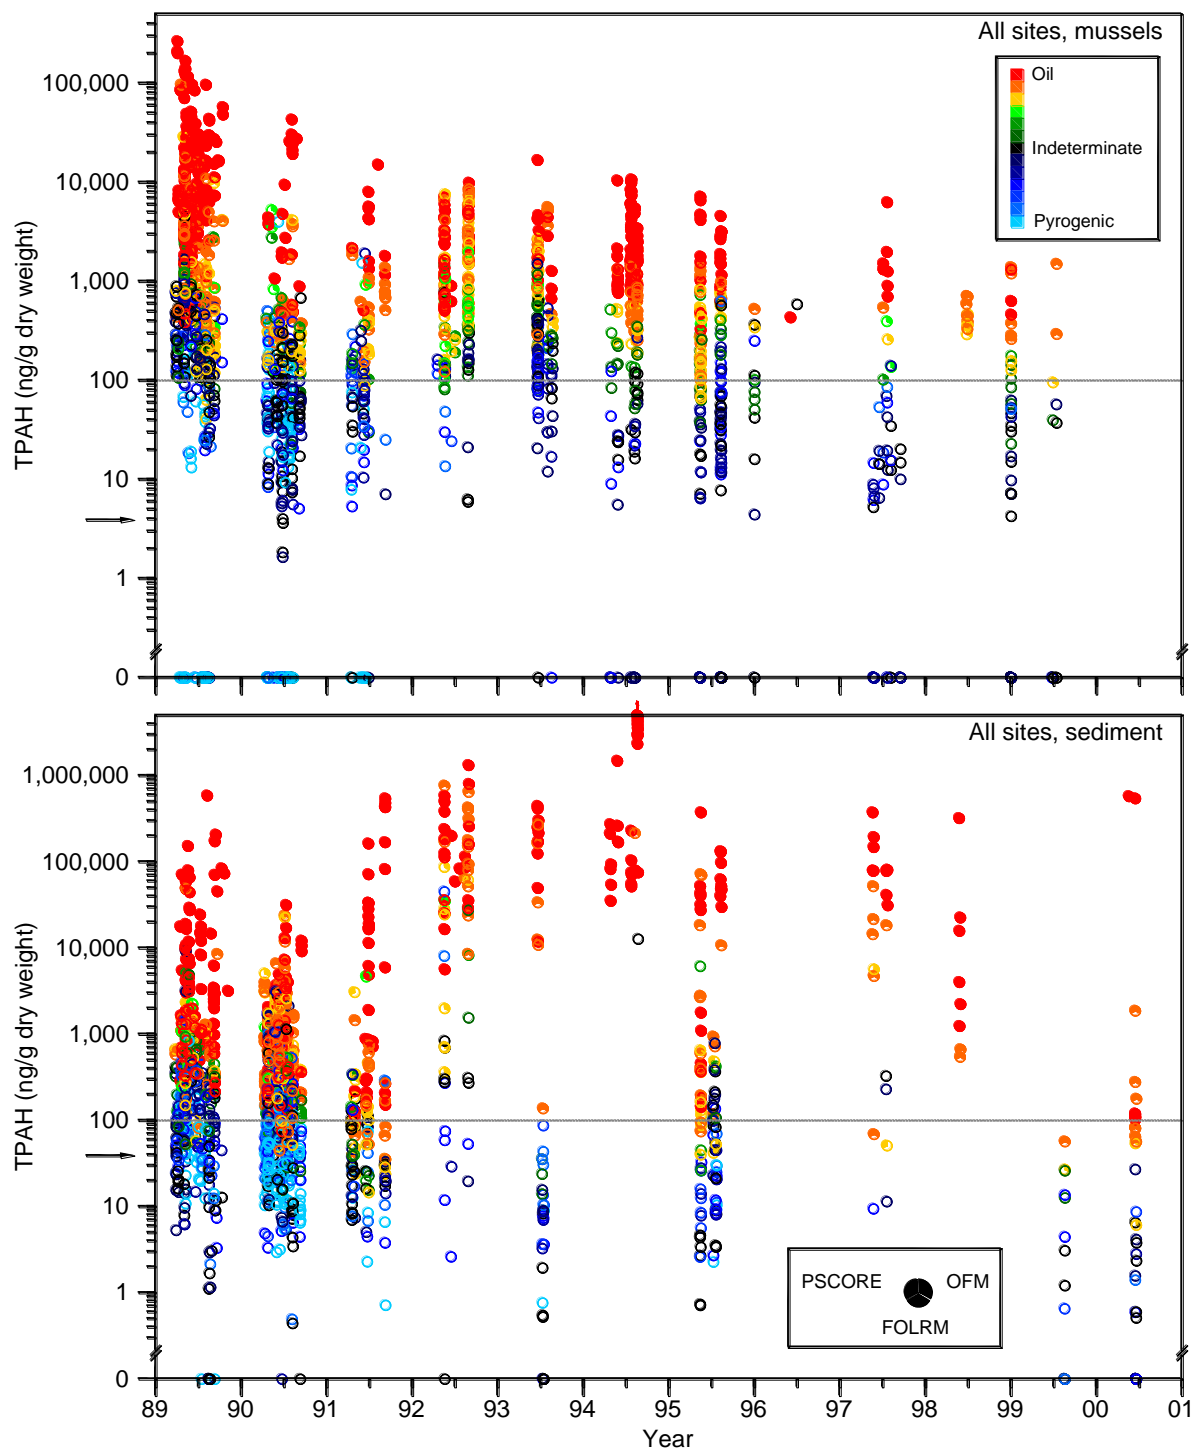 All sites, mussels
Oil
Indeterminate
Pyrogenic
TPAH (ng/g dry weight)
100,000
10,000
1,000
100
10
1
0
All sites, sediment
TPAH (ng/g dry weight)
1,000,000
100,000
10,000
1,000
100
10
1
0
PSCORE OFM
FOLRM
89 90 91 92 93 94 95 96 97 98 99 00 01
Year